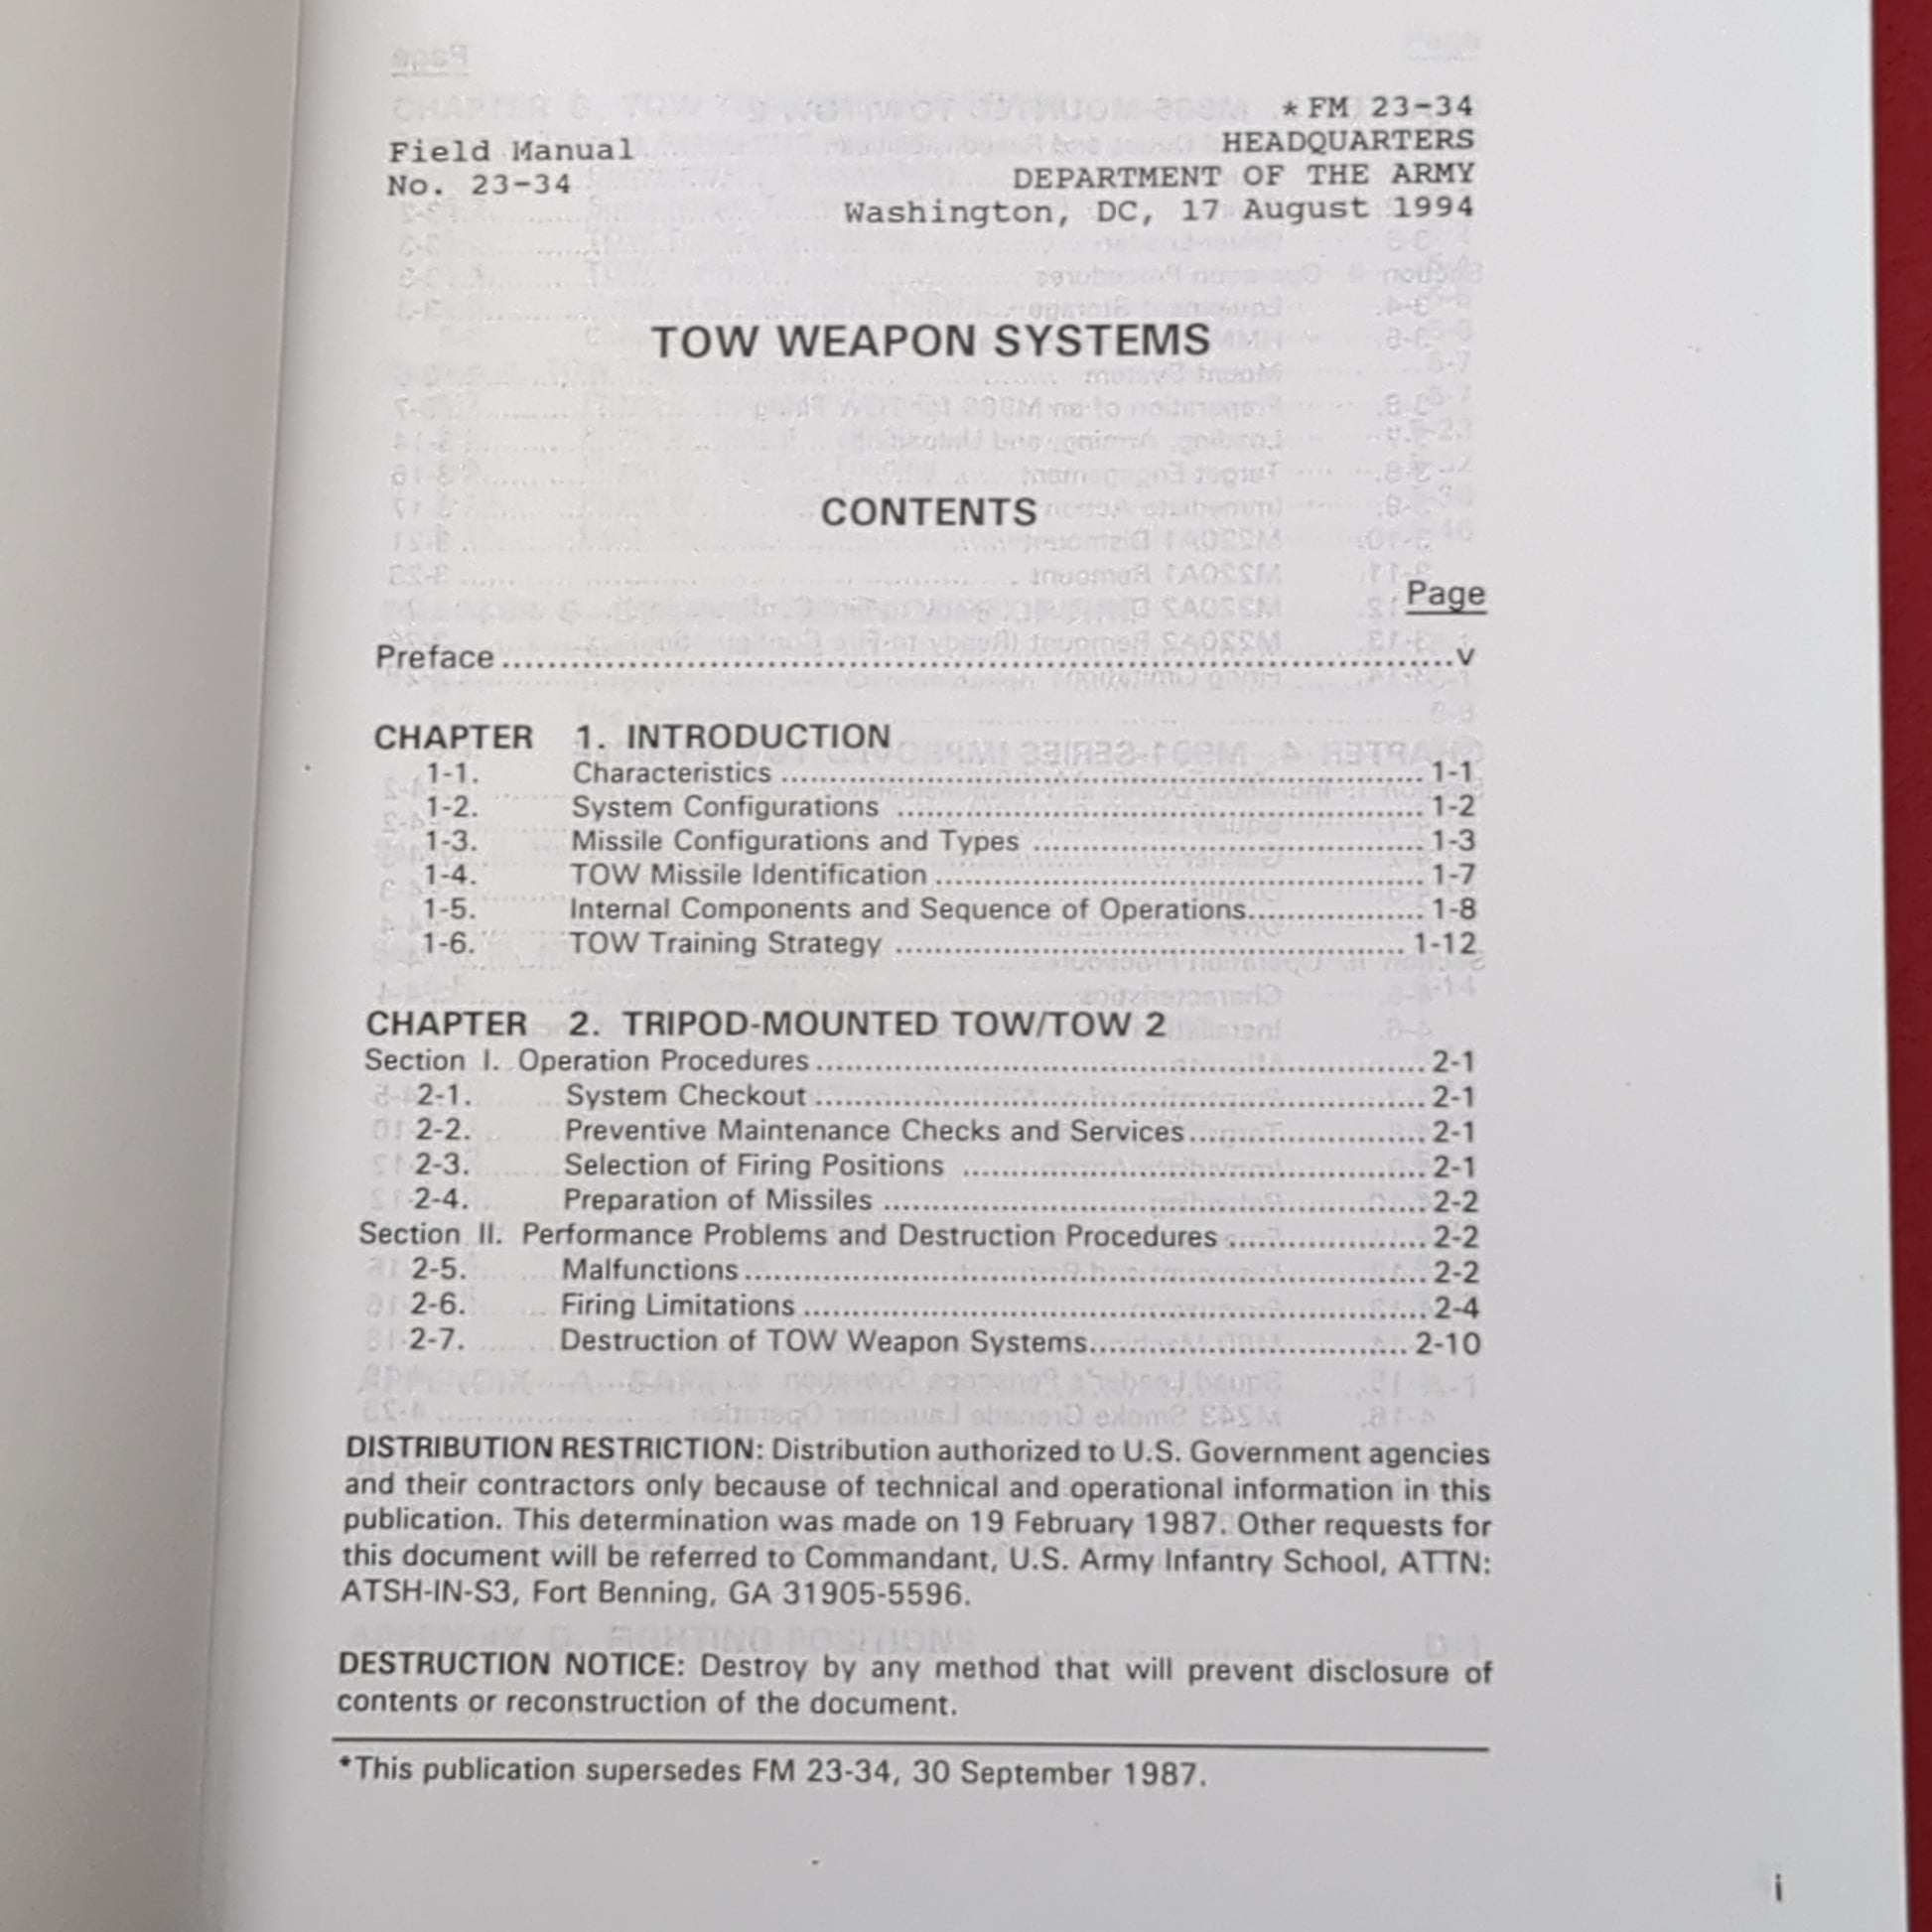 * FM 23-34
Field Manual HEADQUARTERS
No. 23-34 DEPARTMENT OF THE ARMY
Washington, DC, 17 August 1994
TOW WEAPON SYSTEMS
CONTENTS
Page
Preface..........v
CHAPTER 1. INTRODUCTION
1-1. Characteristics .......... 1-1
1-2. System Configurations .......... 1-2
1-3. Missile Configurations and Types .......... 1-3
1-4. TOW Missile Identification .......... 1-7
1-5. Internal Components and Sequence of Operations.......... 1-8
1-6. TOW Training Strategy .......... 1-12
CHAPTER 2. TRIPOD-MOUNTED TOW/TOW 2
Section I. Operation Procedures .......... 2-1
2-1. System Checkout .......... 2-1
2-2. Preventive Maintenance Checks and Services.......... 2-1
2-3. Selection of Firing Positions .......... 2-1
2-4. Preparation of Missiles .......... 2-2
Section II. Performance Problems and Destruction Procedures .......... 2-2
2-5. Malfunctions .......... 2-2
2-6. Firing Limitations .......... 2-4
2-7. Destruction of TOW Weapon Systems.......... 2-10
DISTRIBUTION RESTRICTION: Distribution authorized to U.S. Government agencies
and their contractors only because of technical and operational information in this
publication. This determination was made on 19 February 1987. Other requests for
this document will be referred to Commandant, U.S. Army Infantry School, ATTN:
ATSH-IN-S3, Fort Benning, GA 31905-5596.
DESTRUCTION NOTICE: Destroy by any method that will prevent disclosure of
contents or reconstruction of the document.
*This publication supersedes FM 23-34, 30 September 1987.
i